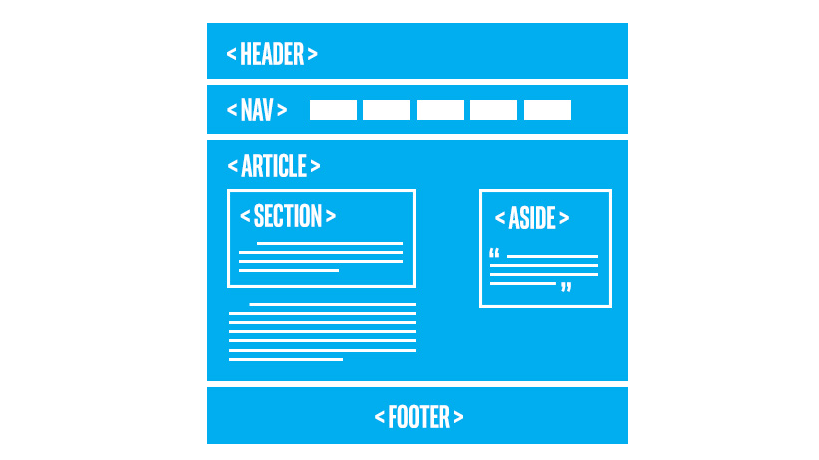 <HEADER>
<NAV>
<ARTICLE>
<SECTION>
<ASIDE>
“
”
<FOOTER>